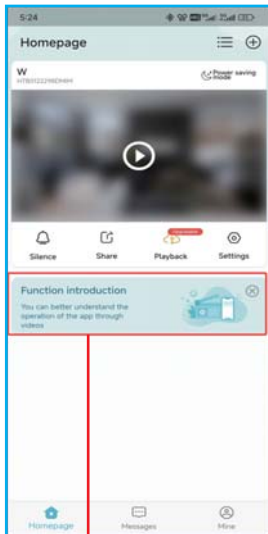 5:24
Homepage
W
Power saving
mode
Silence
Share
Playback
Settings
Function introduction
You can better understand the
operation of the app through
videos
Homepage
Messages
Mine